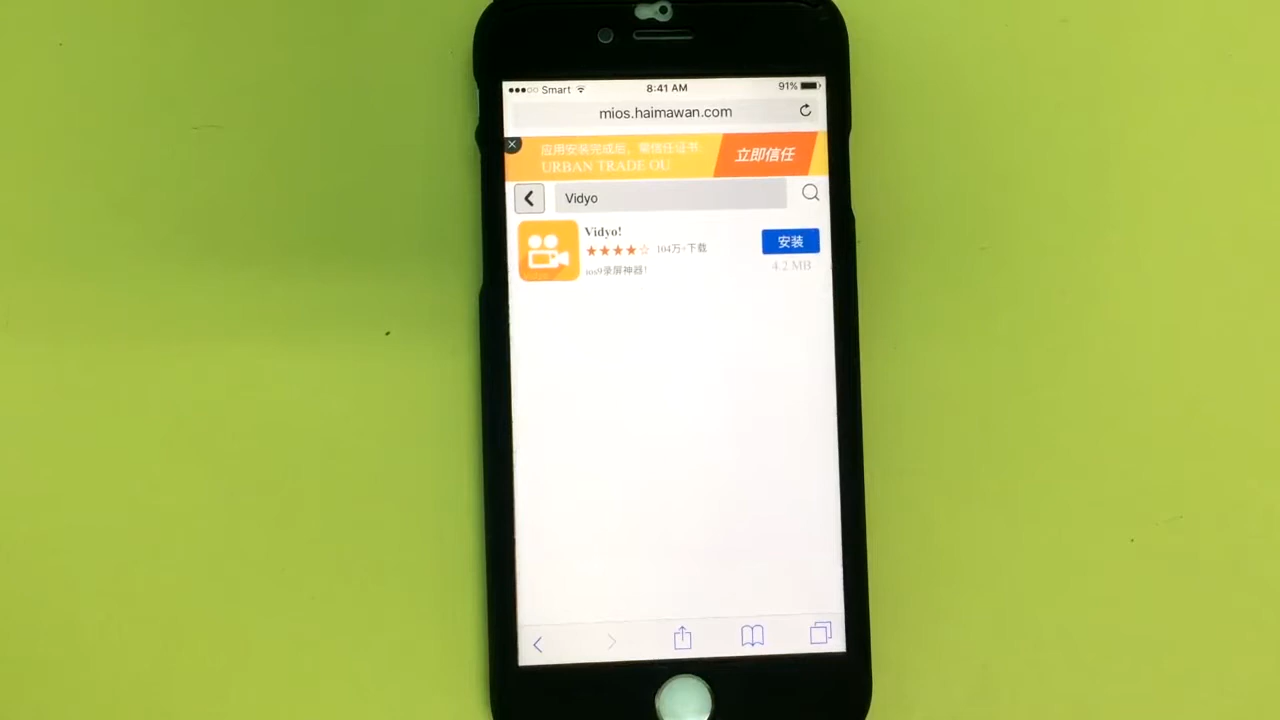 Smart 8:41 AM 91%
mios.haimawan.com
应用安装完成后，需信任证书:
URBAN TRADE OU
立即信任
Vidyo
Vidyo!
104万+下载
安装
ios9录屏神器!
4.2 MB